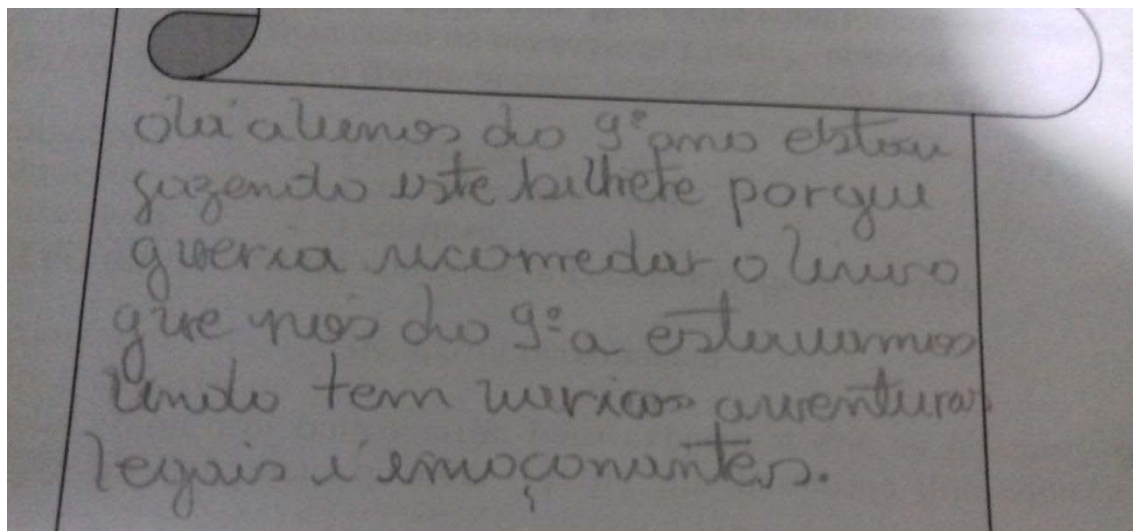 olá alunos do 9º ano estou
fazendo este bilhete porque
queria recomedar o livro
que nós do 9º a estavamos
lendo tem varias aventuras
legais e emoçonantes.